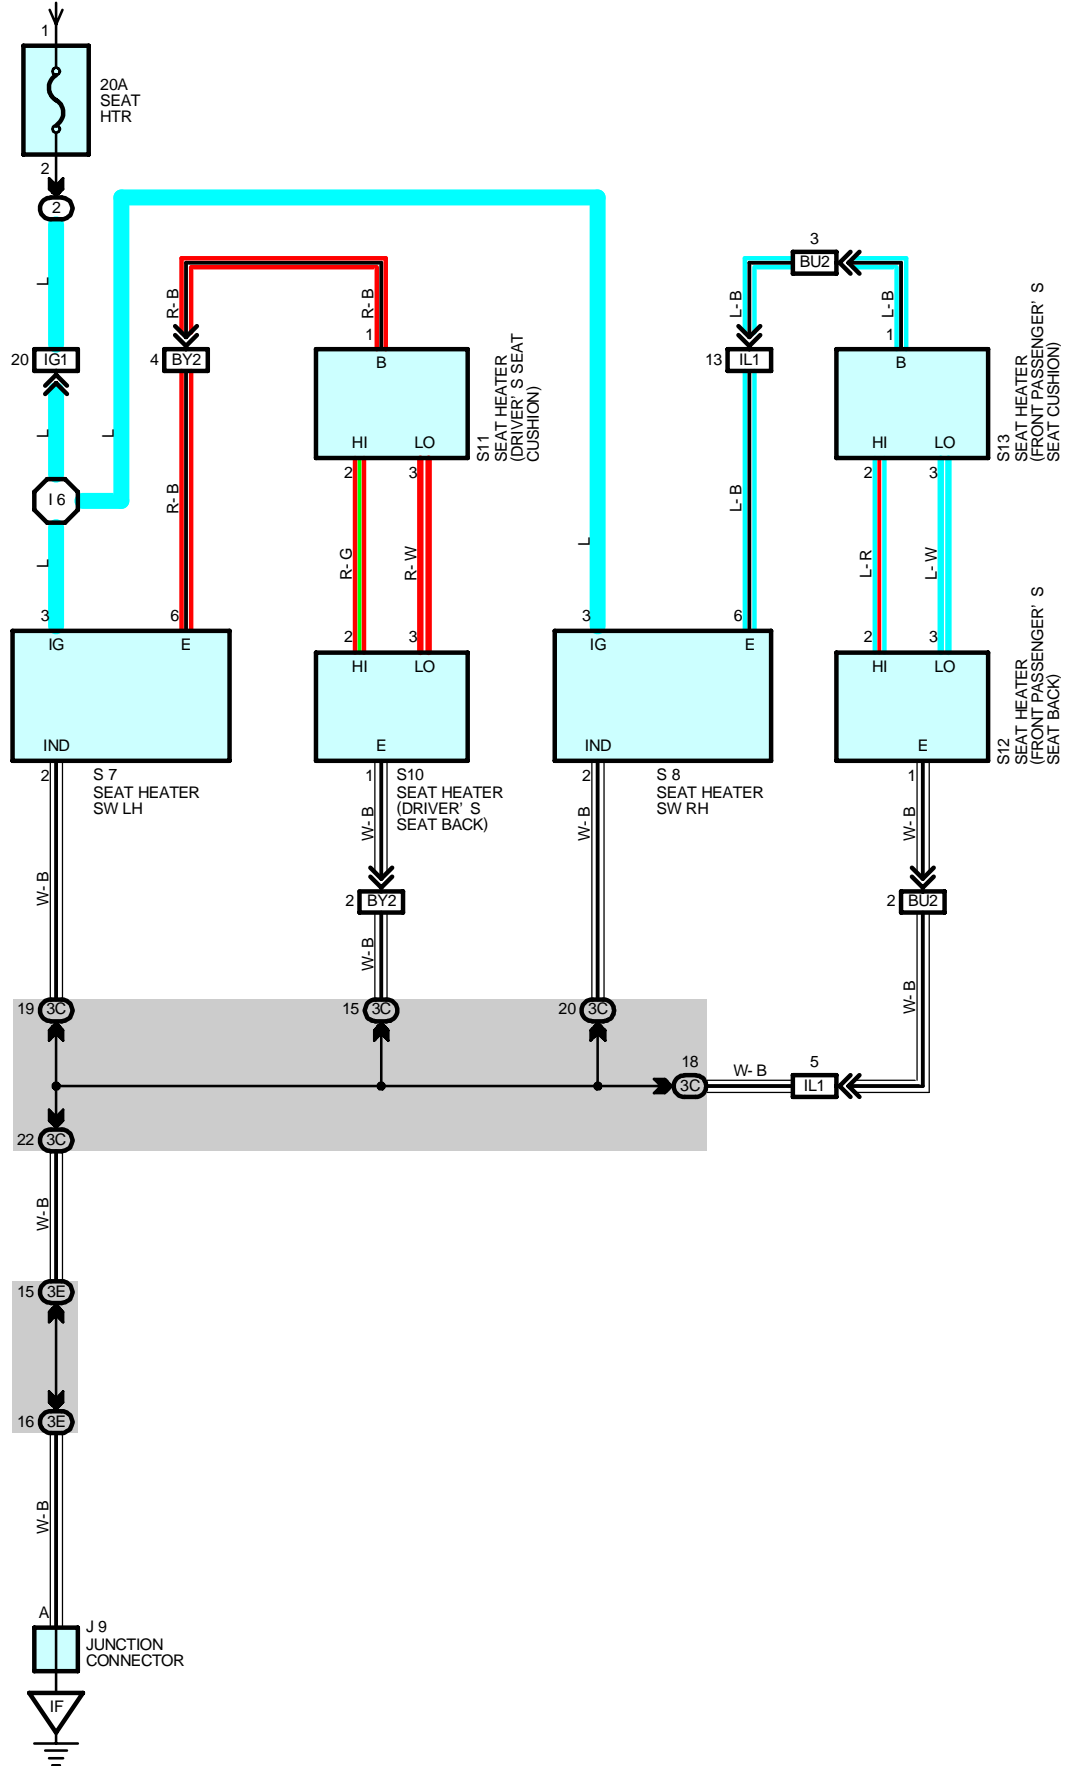 1
20A
SEAT
HTR
2
2
L
3
BU2
R-B
R-B
L-B
L-B
20 IG1
4 BY2
1
B
13 IL1
1
B
S11
SEAT HEATER
(DRIVER'S SEAT
CUSHION)
S13
SEAT HEATER
(FRONT PASSENGER'S
SEAT CUSHION)
L
L
HI LO
HI LO
2 3
2 3
I 6
R-B
L-B
L
R-G
R-W
L
L-R
L-W
3
6
2 3
3
6
2 3
IG E
HI LO
IG E
HI LO
IND
E
IND
E
S12
SEAT HEATER
(FRONT PASSENGER'S
SEAT BACK)
2
S 7
SEAT HEATER
SW LH
1
S10
SEAT HEATER
(DRIVER'S
SEAT BACK)
2
S 8
SEAT HEATER
SW RH
1
W-B
W-B
W-B
W-B
2 BY2
2 BU2
W-B
W-B
19 3C
15 3C
20 3C
18
3C
W-B
5
IL1
22 3C
W-B
15 3E
16 3E
W-B
A
J 9
JUNCTION
CONNECTOR
IF